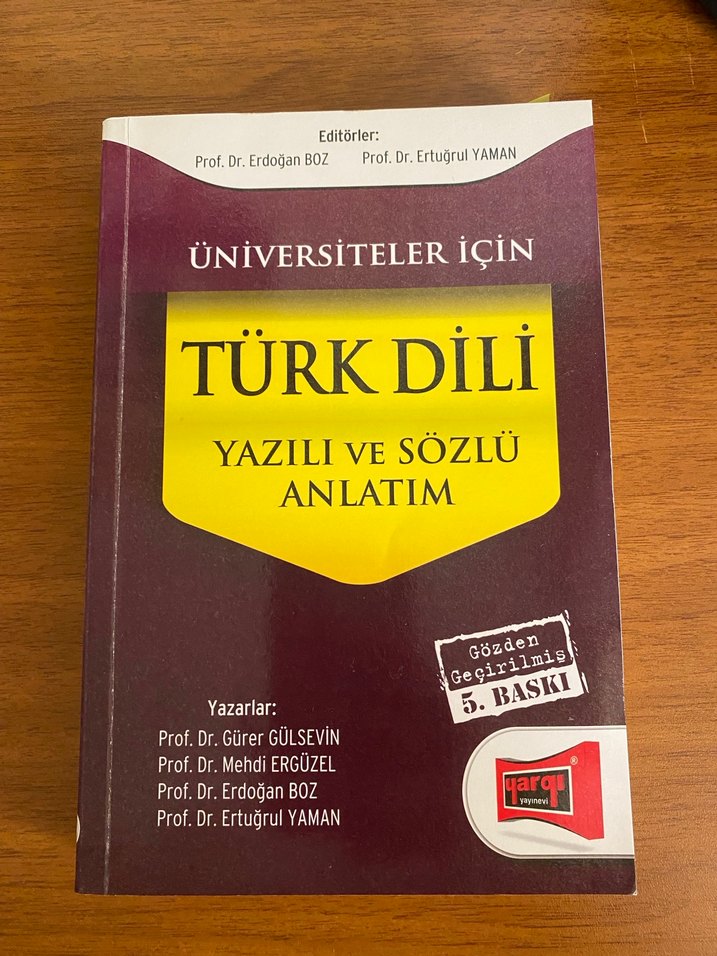 Editörler:
Prof. Dr. Erdoğan BOZ Prof. Dr. Ertuğrul YAMAN
ÜNİVERSİTELER İÇİN
TÜRK DİLİ
YAZILI VE SÖZLÜ
ANLATIM
Gözden
Geçirilmiş
5. BASKI
Yazarlar:
Prof. Dr. Gürer GÜLSEVİN
Prof. Dr. Mehdi ERGÜZEL
Prof. Dr. Erdoğan BOZ
Prof. Dr. Ertuğrul YAMAN
yargı
yayınevi